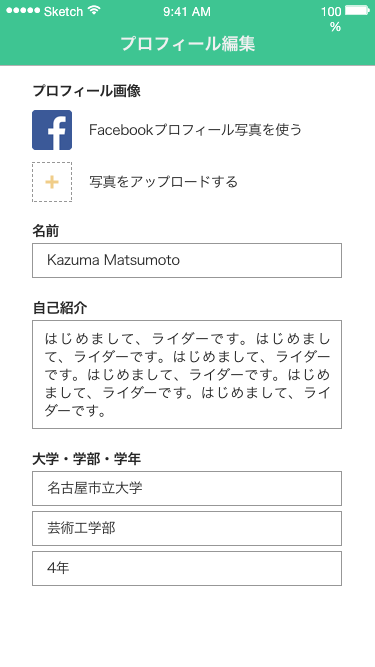 Sketch 9:41 AM 100
%
プロフィール編集
プロフィール画像
f
Facebookプロフィール写真を使う
+
写真をアップロードする
名前
Kazuma Matsumoto
自己紹介
はじめまして、ライダーです。はじめまし
て、ライダーです。はじめまして、ライダー
です。はじめまして、ライダーです。はじめ
まして、ライダーです。はじめまして、ライ
ダーです。
大学・学部・学年
名古屋市立大学
芸術工学部
4年